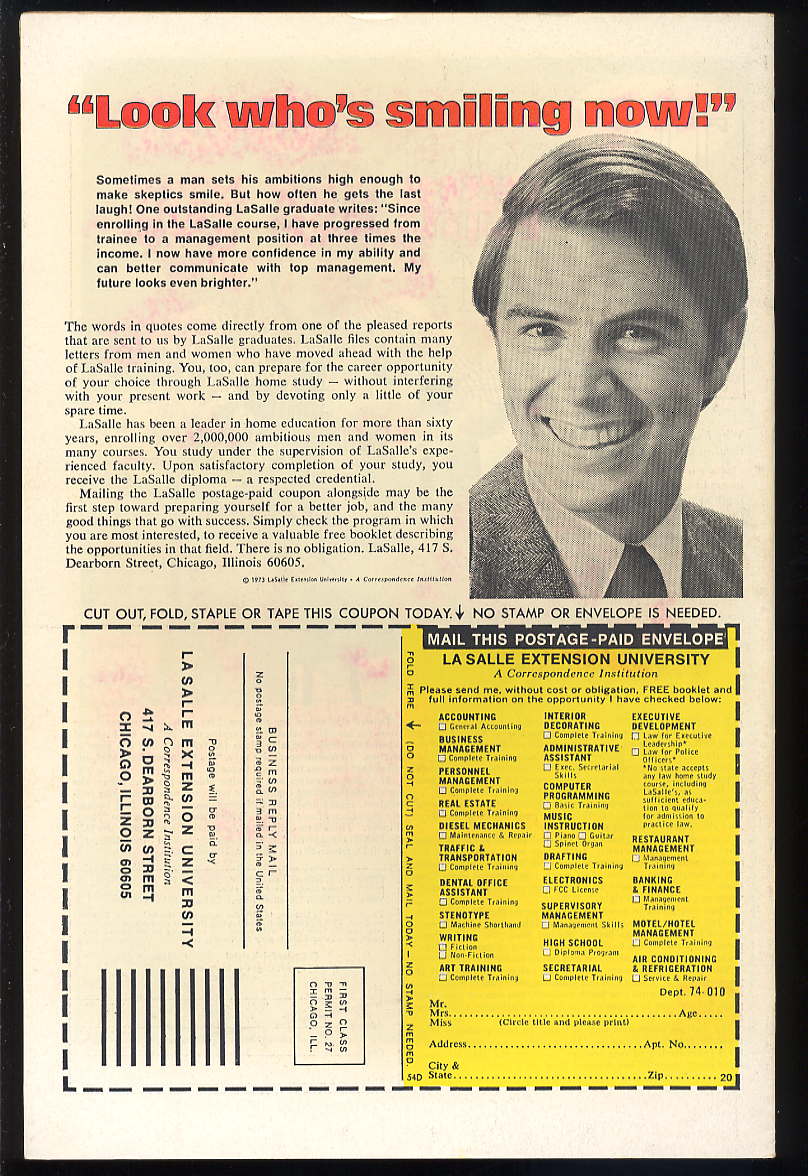 “Look who's smiling now!”
Sometimes a man sets his ambitions high enough to
make skeptics smile. But how often he gets the last
laugh! One outstanding LaSalle graduate writes: "Since
enrolling in the LaSalle course, I have progressed from
trainee to a management position at three times the
income. I now have more confidence in my ability and
can better communicate with top management. My
future looks even brighter."
The words in quotes come directly from one of the pleased reports
that are sent to us by LaSalle graduates. LaSalle files contain many
letters from men and women who have moved ahead with the help
of LaSalle training. You, too, can prepare for the career opportunity
of your choice through LaSalle home study — without interfering
with your present work — and by devoting only a little of your
spare time.
LaSalle has been a leader in home education for more than sixty
years, enrolling over 2,000,000 ambitious men and women in its
many courses. You study under the supervision of LaSalle's expe-
rienced faculty. Upon satisfactory completion of your study, you
receive the LaSalle diploma — a respected credential.
Mailing the LaSalle postage-paid coupon alongside may be the
first step toward preparing yourself for a better job, and the many
good things that go with success. Simply check the program in which
you are most interested, to receive a valuable free booklet describing
the opportunities in that field. There is no obligation. LaSalle, 417 S.
Dearborn Street, Chicago, Illinois 60605.
© 1973 LaSalle Extension University • A Correspondence Institution
CUT OUT, FOLD, STAPLE OR TAPE THIS COUPON TODAY. ↓ NO STAMP OR ENVELOPE IS NEEDED.
FIRST CLASS
PERMIT NO. 27
CHICAGO, ILL.
BUSINESS REPLY MAIL
No postage stamp required if mailed in the United States
Postage will be paid by
LA SALLE EXTENSION UNIVERSITY
A Correspondence Institution
417 S. DEARBORN STREET
CHICAGO, ILLINOIS 60605
FOLD HERE → (DO NOT CUT) SEAL AND MAIL TODAY — NO STAMP NEEDED.
MAIL THIS POSTAGE-PAID ENVELOPE
LA SALLE EXTENSION UNIVERSITY
A Correspondence Institution
Please send me, without cost or obligation, FREE booklet and
full information on the opportunity I have checked below:
ACCOUNTING
☐ General Accounting
BUSINESS
MANAGEMENT
☐ Complete Training
PERSONNEL
MANAGEMENT
☐ Complete Training
REAL ESTATE
☐ Complete Training
DIESEL MECHANICS
☐ Maintenance & Repair
TRAFFIC &
TRANSPORTATION
☐ Complete Training
DENTAL OFFICE
ASSISTANT
☐ Complete Training
STENOTYPE
☐ Machine Shorthand
WRITING
☐ Fiction
☐ Non-Fiction
ART TRAINING
☐ Complete Training
INTERIOR
DECORATING
☐ Complete Training
ADMINISTRATIVE
ASSISTANT
☐ Exec. Secretarial
Skills
COMPUTER
PROGRAMMING
☐ Basic Training
MUSIC
INSTRUCTION
☐ Piano ☐ Guitar
☐ Spinet Organ
DRAFTING
☐ Complete Training
ELECTRONICS
☐ FCC License
SUPERVISORY
MANAGEMENT
☐ Management Skills
HIGH SCHOOL
☐ Diploma Program
SECRETARIAL
☐ Complete Training
EXECUTIVE
DEVELOPMENT
☐ Law for Executive
Leadership*
☐ Law for Police
Officers*
*No state accepts
any law home study
course, including
LaSalle's, as
sufficient educa-
tion to qualify
for admission to
practice law.
RESTAURANT
MANAGEMENT
☐ Management
Training
BANKING
& FINANCE
☐ Management
Training
MOTEL/HOTEL
MANAGEMENT
☐ Complete Training
AIR CONDITIONING
& REFRIGERATION
☐ Service & Repair
Dept. 74-010
Mr.
Mrs. Age
Miss (Circle title and please print)
Address Apt. No.
City &
State Zip 20
54D